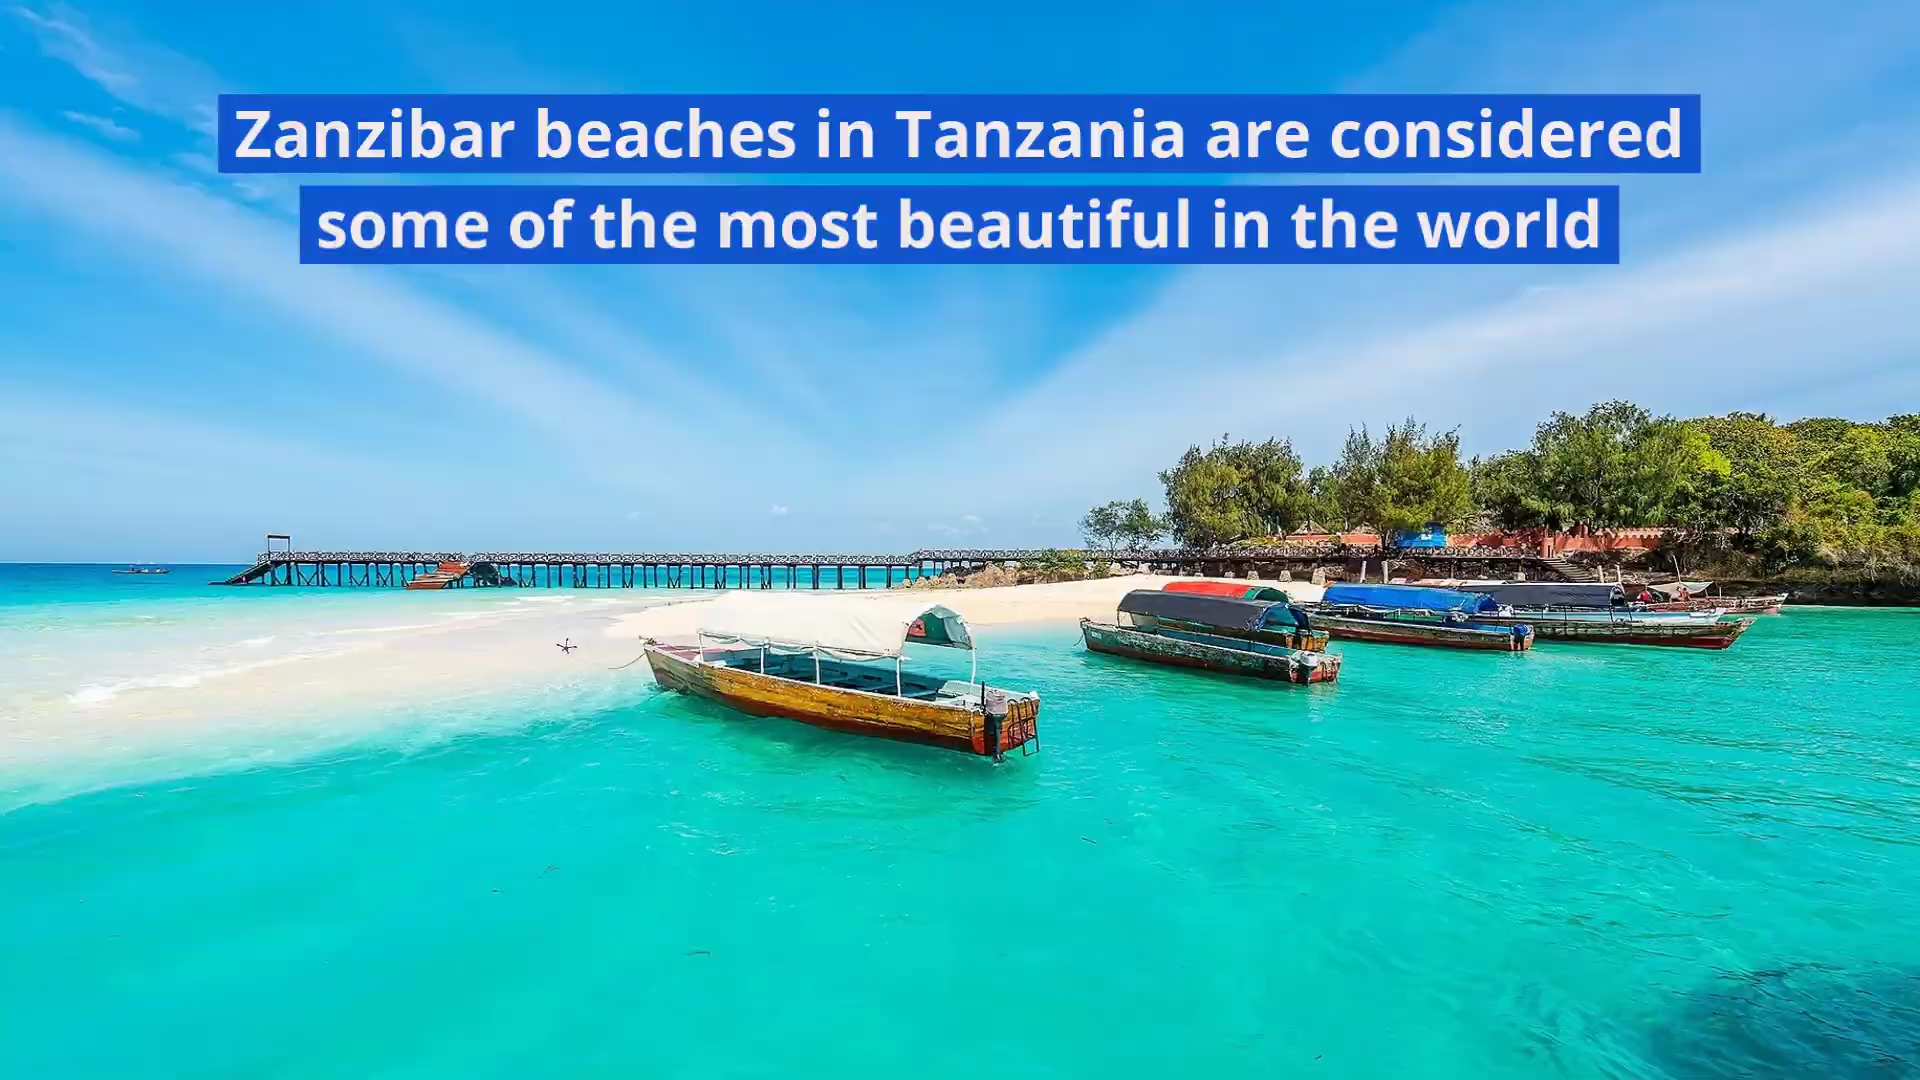 Zanzibar beaches in Tanzania are considered
some of the most beautiful in the world